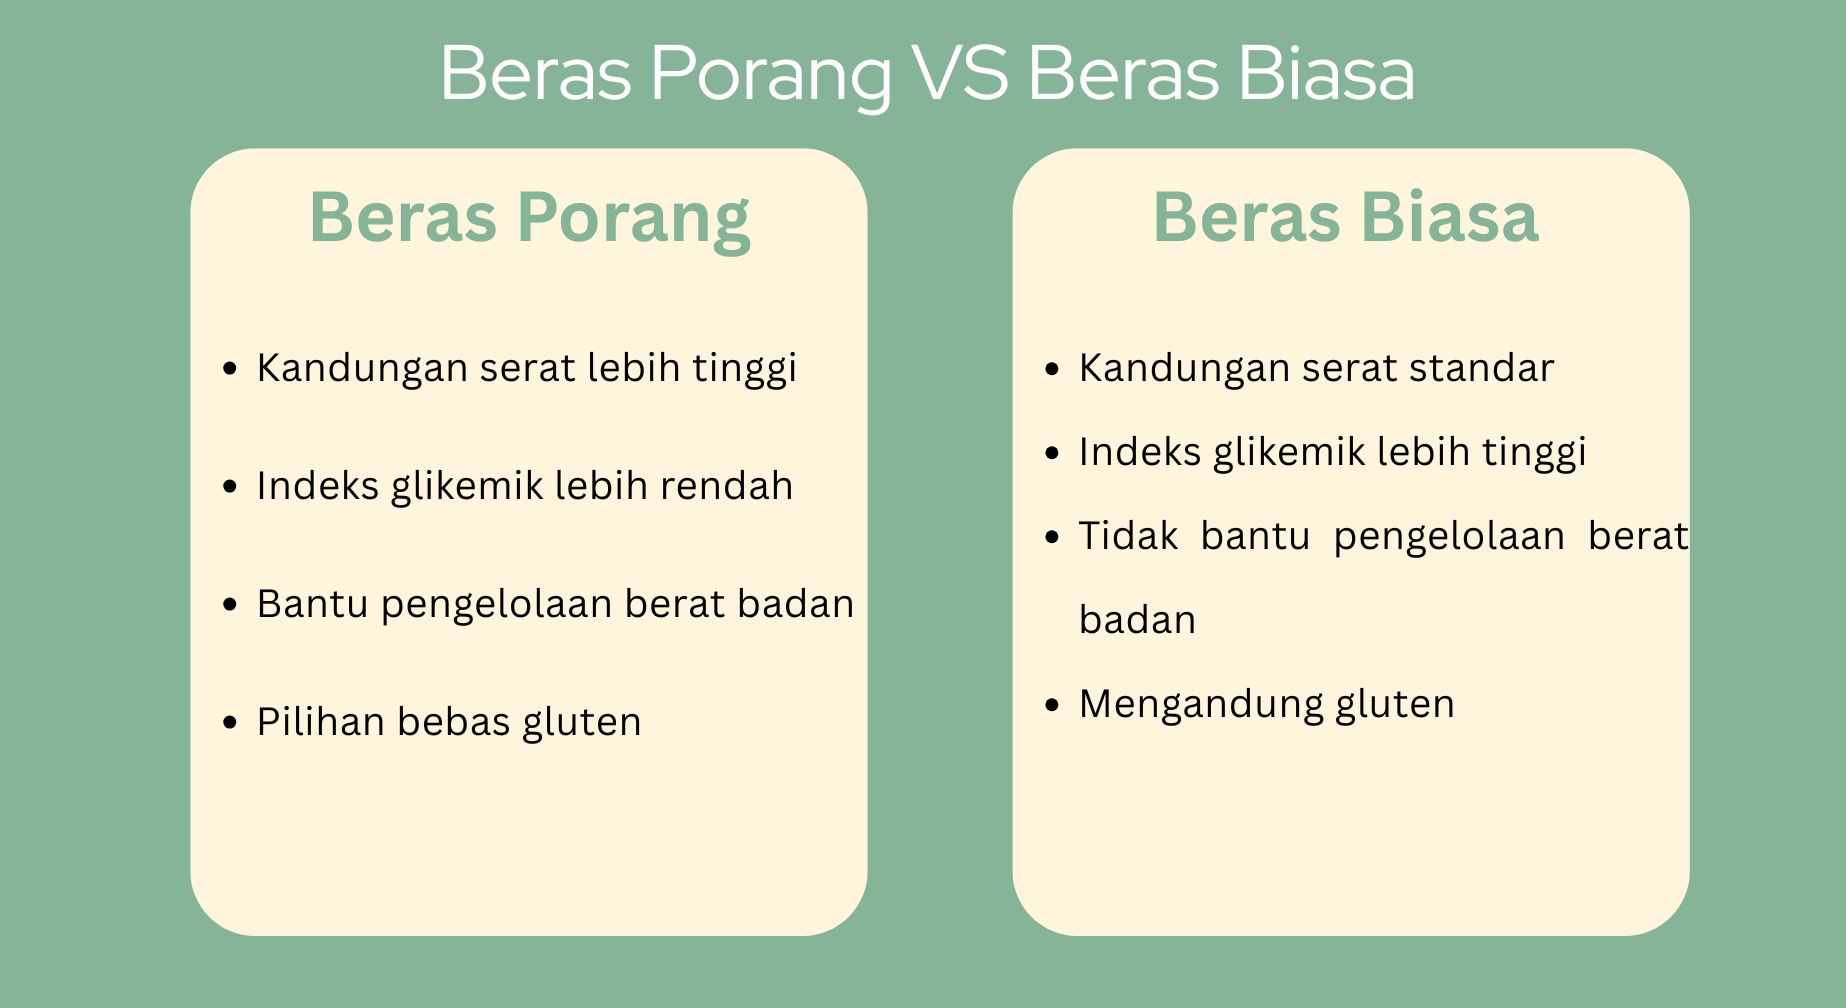 Beras Porang VS Beras Biasa
Beras Porang
• Kandungan serat lebih tinggi
• Indeks glikemik lebih rendah
• Bantu pengelolaan berat badan
• Pilihan bebas gluten
Beras Biasa
• Kandungan serat standar
• Indeks glikemik lebih tinggi
• Tidak bantu pengelolaan berat
badan
• Mengandung gluten